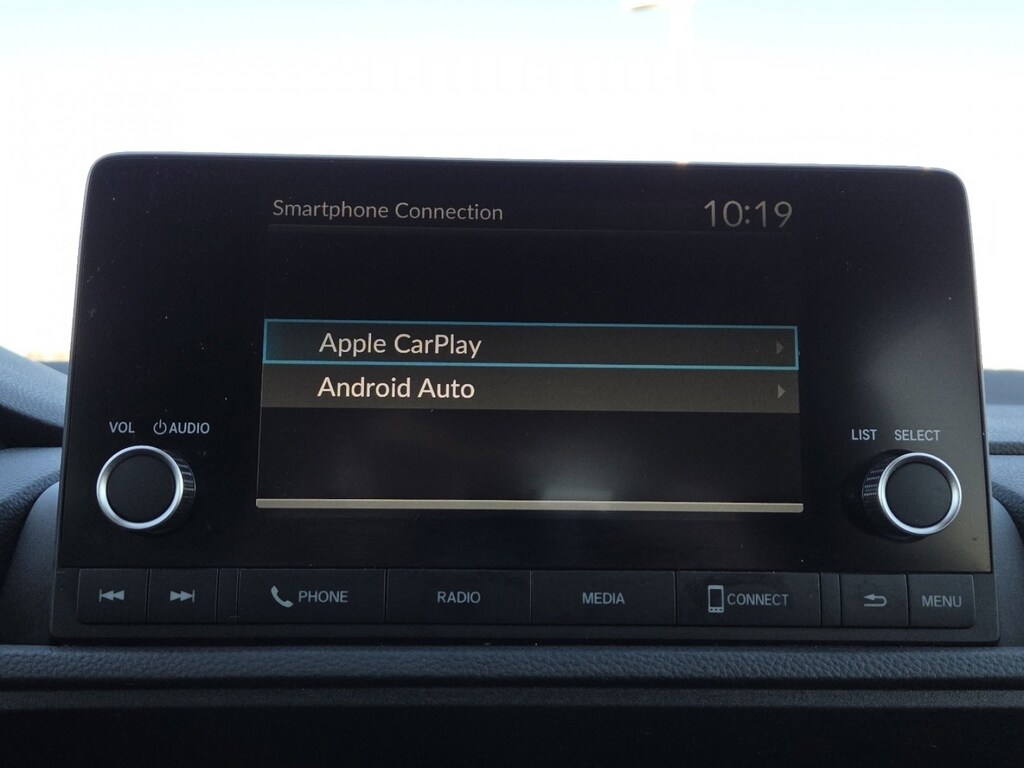 Smartphone Connection 10:19
Apple CarPlay
Android Auto
VOL AUDIO
LIST SELECT
PHONE RADIO MEDIA CONNECT MENU